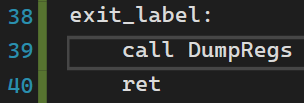 38 exit_label:
39     call DumpRegs
40     ret